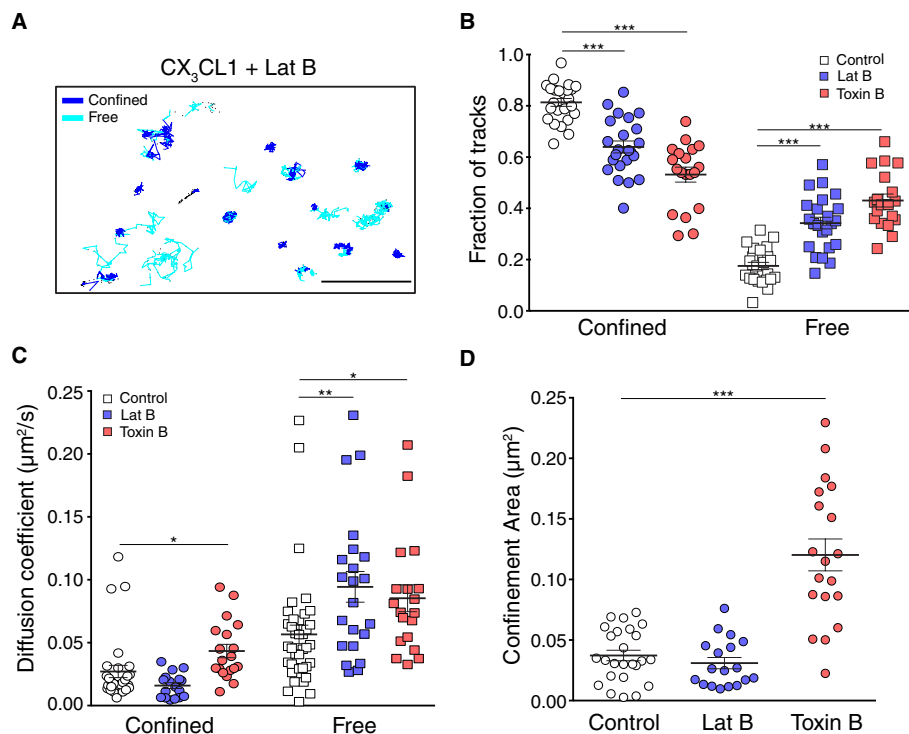 A
CX₃CL1 + Lat B
Confined
Free
B
Fraction of tracks
1.0
0.8
0.6
0.4
0.2
0.0
***
***
***
***
Control
Lat B
Toxin B
Confined
Free
C
Diffusion coefficient (μm²/s)
0.25
0.20
0.15
0.10
0.05
0.00
Control
Lat B
Toxin B
*
*
**
Confined
Free
D
Confinement Area (μm²)
0.25
0.20
0.15
0.10
0.05
0.00
***
Control Lat B Toxin B